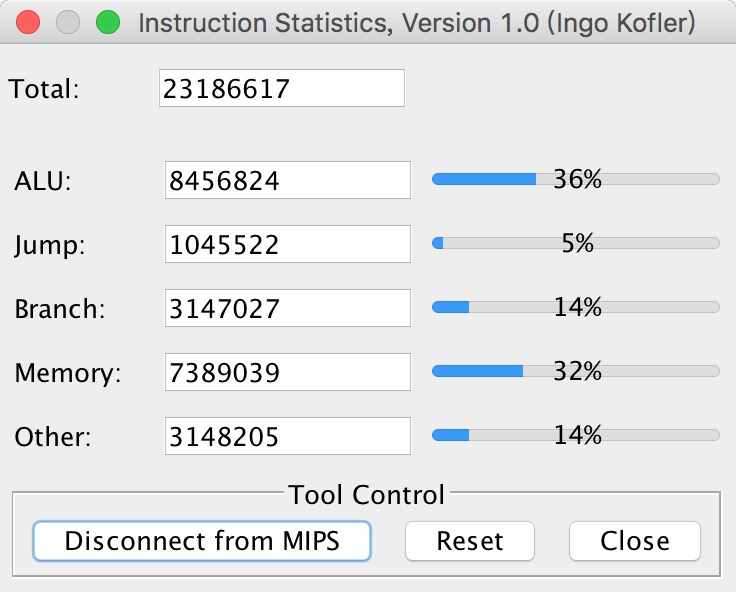 Instruction Statistics, Version 1.0 (Ingo Kofler)
Total: 23186617
ALU: 8456824 36%
Jump: 1045522 5%
Branch: 3147027 14%
Memory: 7389039 32%
Other: 3148205 14%
Tool Control
Disconnect from MIPS Reset Close